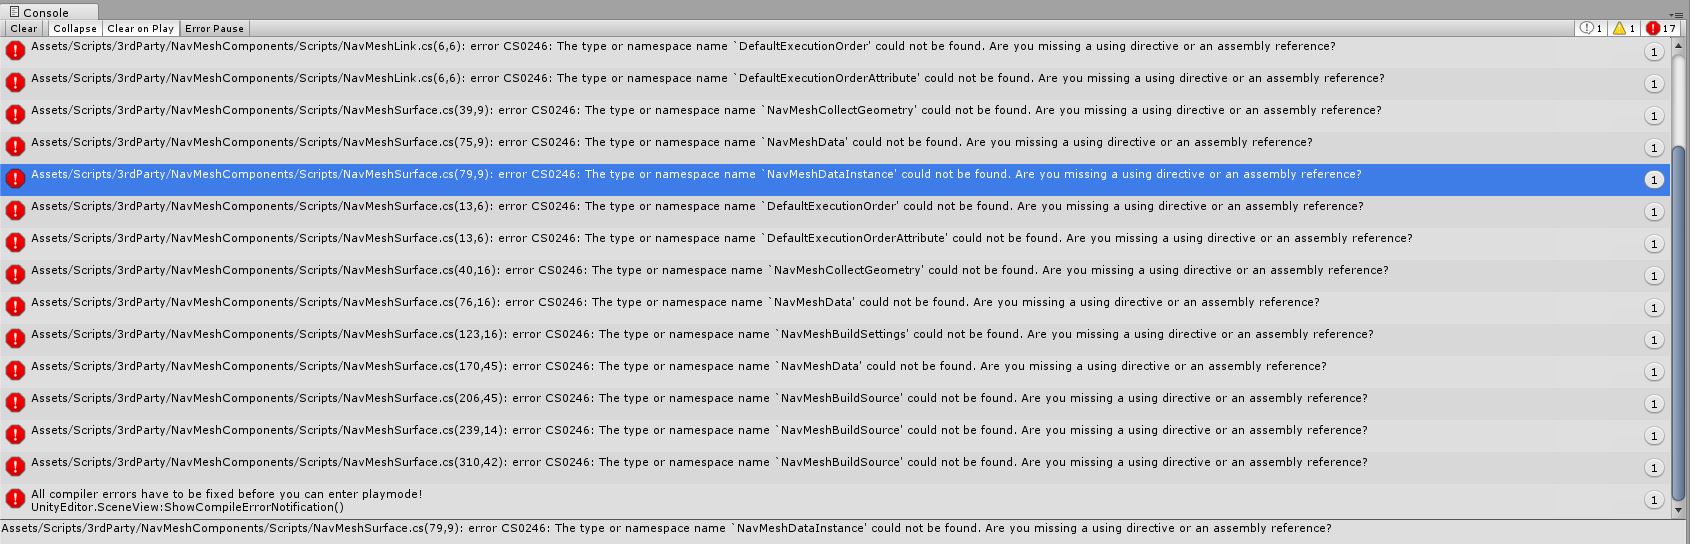 Console
Clear Collapse Clear on Play Error Pause 1 1 17
Assets/Scripts/3rdParty/NavMeshComponents/Scripts/NavMeshLink.cs(6,6): error CS0246: The type or namespace name `DefaultExecutionOrder' could not be found. Are you missing a using directive or an assembly reference? 1
Assets/Scripts/3rdParty/NavMeshComponents/Scripts/NavMeshLink.cs(6,6): error CS0246: The type or namespace name `DefaultExecutionOrderAttribute' could not be found. Are you missing a using directive or an assembly reference? 1
Assets/Scripts/3rdParty/NavMeshComponents/Scripts/NavMeshSurface.cs(39,9): error CS0246: The type or namespace name `NavMeshCollectGeometry' could not be found. Are you missing a using directive or an assembly reference? 1
Assets/Scripts/3rdParty/NavMeshComponents/Scripts/NavMeshSurface.cs(75,9): error CS0246: The type or namespace name `NavMeshData' could not be found. Are you missing a using directive or an assembly reference? 1
Assets/Scripts/3rdParty/NavMeshComponents/Scripts/NavMeshSurface.cs(79,9): error CS0246: The type or namespace name `NavMeshDataInstance' could not be found. Are you missing a using directive or an assembly reference? 1
Assets/Scripts/3rdParty/NavMeshComponents/Scripts/NavMeshSurface.cs(13,6): error CS0246: The type or namespace name `DefaultExecutionOrder' could not be found. Are you missing a using directive or an assembly reference? 1
Assets/Scripts/3rdParty/NavMeshComponents/Scripts/NavMeshSurface.cs(13,6): error CS0246: The type or namespace name `DefaultExecutionOrderAttribute' could not be found. Are you missing a using directive or an assembly reference? 1
Assets/Scripts/3rdParty/NavMeshComponents/Scripts/NavMeshSurface.cs(40,16): error CS0246: The type or namespace name `NavMeshCollectGeometry' could not be found. Are you missing a using directive or an assembly reference? 1
Assets/Scripts/3rdParty/NavMeshComponents/Scripts/NavMeshSurface.cs(76,16): error CS0246: The type or namespace name `NavMeshData' could not be found. Are you missing a using directive or an assembly reference? 1
Assets/Scripts/3rdParty/NavMeshComponents/Scripts/NavMeshSurface.cs(123,16): error CS0246: The type or namespace name `NavMeshBuildSettings' could not be found. Are you missing a using directive or an assembly reference? 1
Assets/Scripts/3rdParty/NavMeshComponents/Scripts/NavMeshSurface.cs(170,45): error CS0246: The type or namespace name `NavMeshData' could not be found. Are you missing a using directive or an assembly reference? 1
Assets/Scripts/3rdParty/NavMeshComponents/Scripts/NavMeshSurface.cs(206,45): error CS0246: The type or namespace name `NavMeshBuildSource' could not be found. Are you missing a using directive or an assembly reference? 1
Assets/Scripts/3rdParty/NavMeshComponents/Scripts/NavMeshSurface.cs(239,14): error CS0246: The type or namespace name `NavMeshBuildSource' could not be found. Are you missing a using directive or an assembly reference? 1
Assets/Scripts/3rdParty/NavMeshComponents/Scripts/NavMeshSurface.cs(310,42): error CS0246: The type or namespace name `NavMeshBuildSource' could not be found. Are you missing a using directive or an assembly reference? 1
All compiler errors have to be fixed before you can enter playmode! 1
UnityEditor.SceneView:ShowCompileErrorNotification()
Assets/Scripts/3rdParty/NavMeshComponents/Scripts/NavMeshSurface.cs(79,9): error CS0246: The type or namespace name `NavMeshDataInstance' could not be found. Are you missing a using directive or an assembly reference?